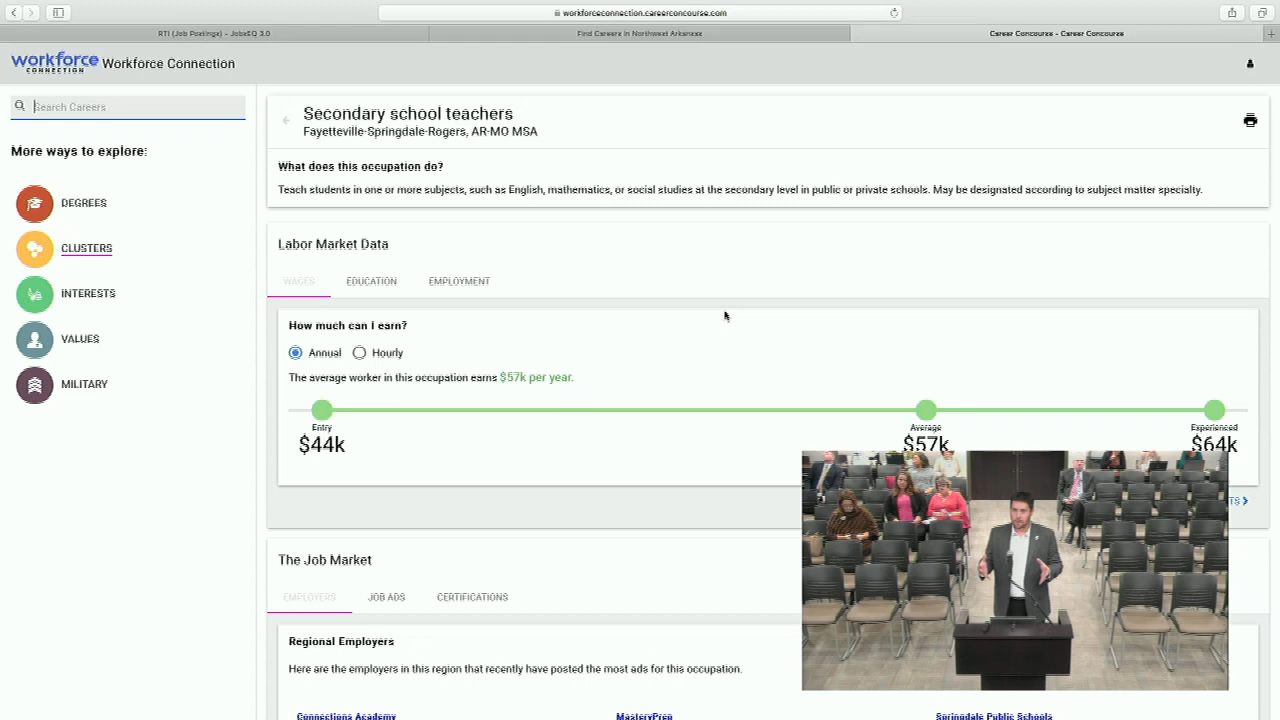 workforceconnection.careerconcourse.com
RTI (Job Postings) - JobsEQ 3.0
Find Careers in Northwest Arkansas
Career Concourse - Career Concourse
workforce
CONNECTION
Workforce Connection
Search Careers
More ways to explore:
DEGREES
CLUSTERS
INTERESTS
VALUES
MILITARY
Secondary school teachers
Fayetteville-Springdale-Rogers, AR-MO MSA
What does this occupation do?
Teach students in one or more subjects, such as English, mathematics, or social studies at the secondary level in public or private schools. May be designated according to subject matter specialty.
Labor Market Data
WAGES EDUCATION EMPLOYMENT
How much can I earn?
Annual Hourly
The average worker in this occupation earns $57k per year.
Entry Average Experienced
$44k $57k $64k
The Job Market
EMPLOYERS JOB ADS CERTIFICATIONS
Regional Employers
Here are the employers in this region that recently have posted the most ads for this occupation.
Connections Academy MasteryPrep Springdale Public Schools